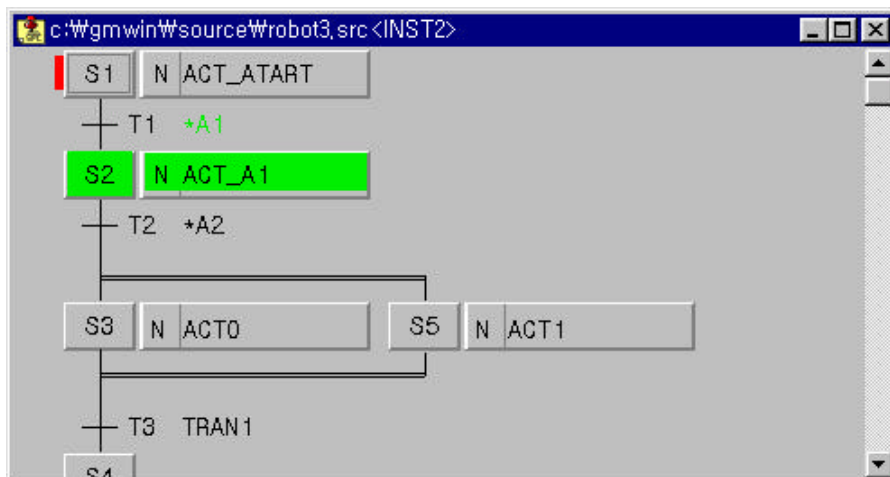 c:₩gmwin₩source₩robot3.src<INST2>
S1 N ACT_ATART
T1 *A1
S2 N ACT_A1
T2 *A2
S3 N ACT0 S5 N ACT1
T3 TRAN1
S4